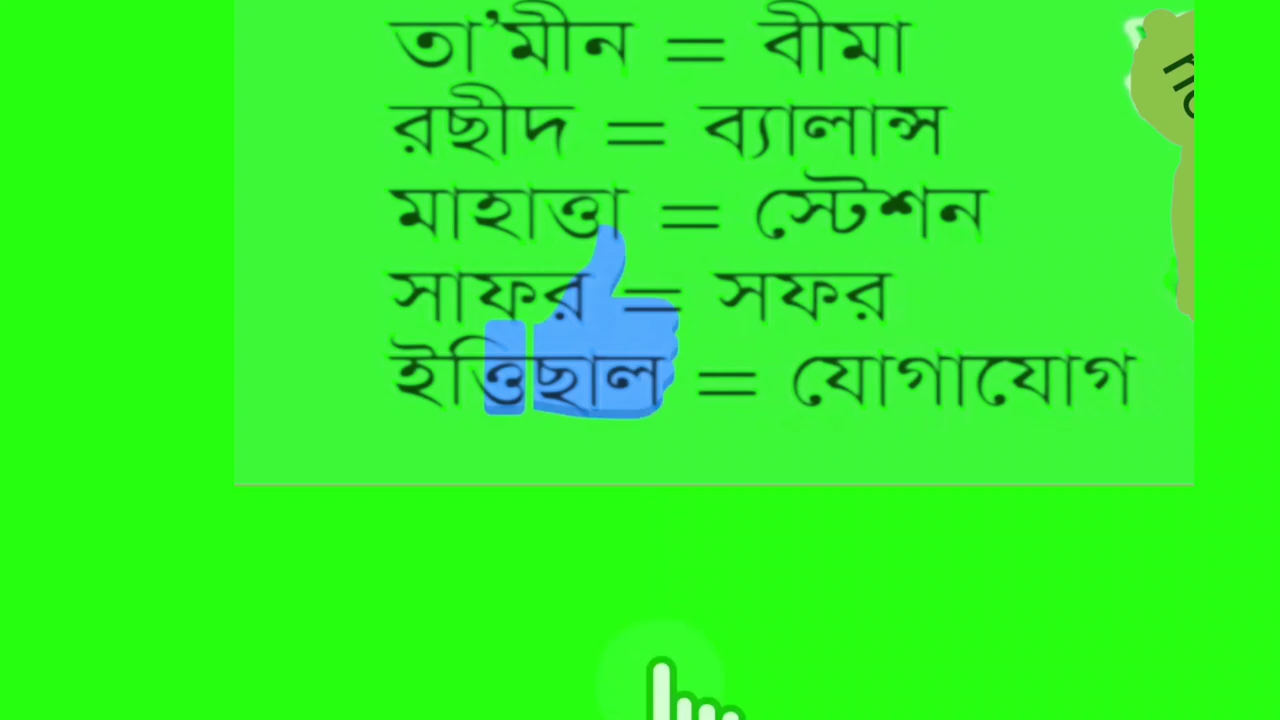 তা'মীন = বীমা
রছীদ = ব্যালান্স
মাহাত্তা = স্টেশন
সাফর = সফর
ইত্তিছাল = যোগাযোগ